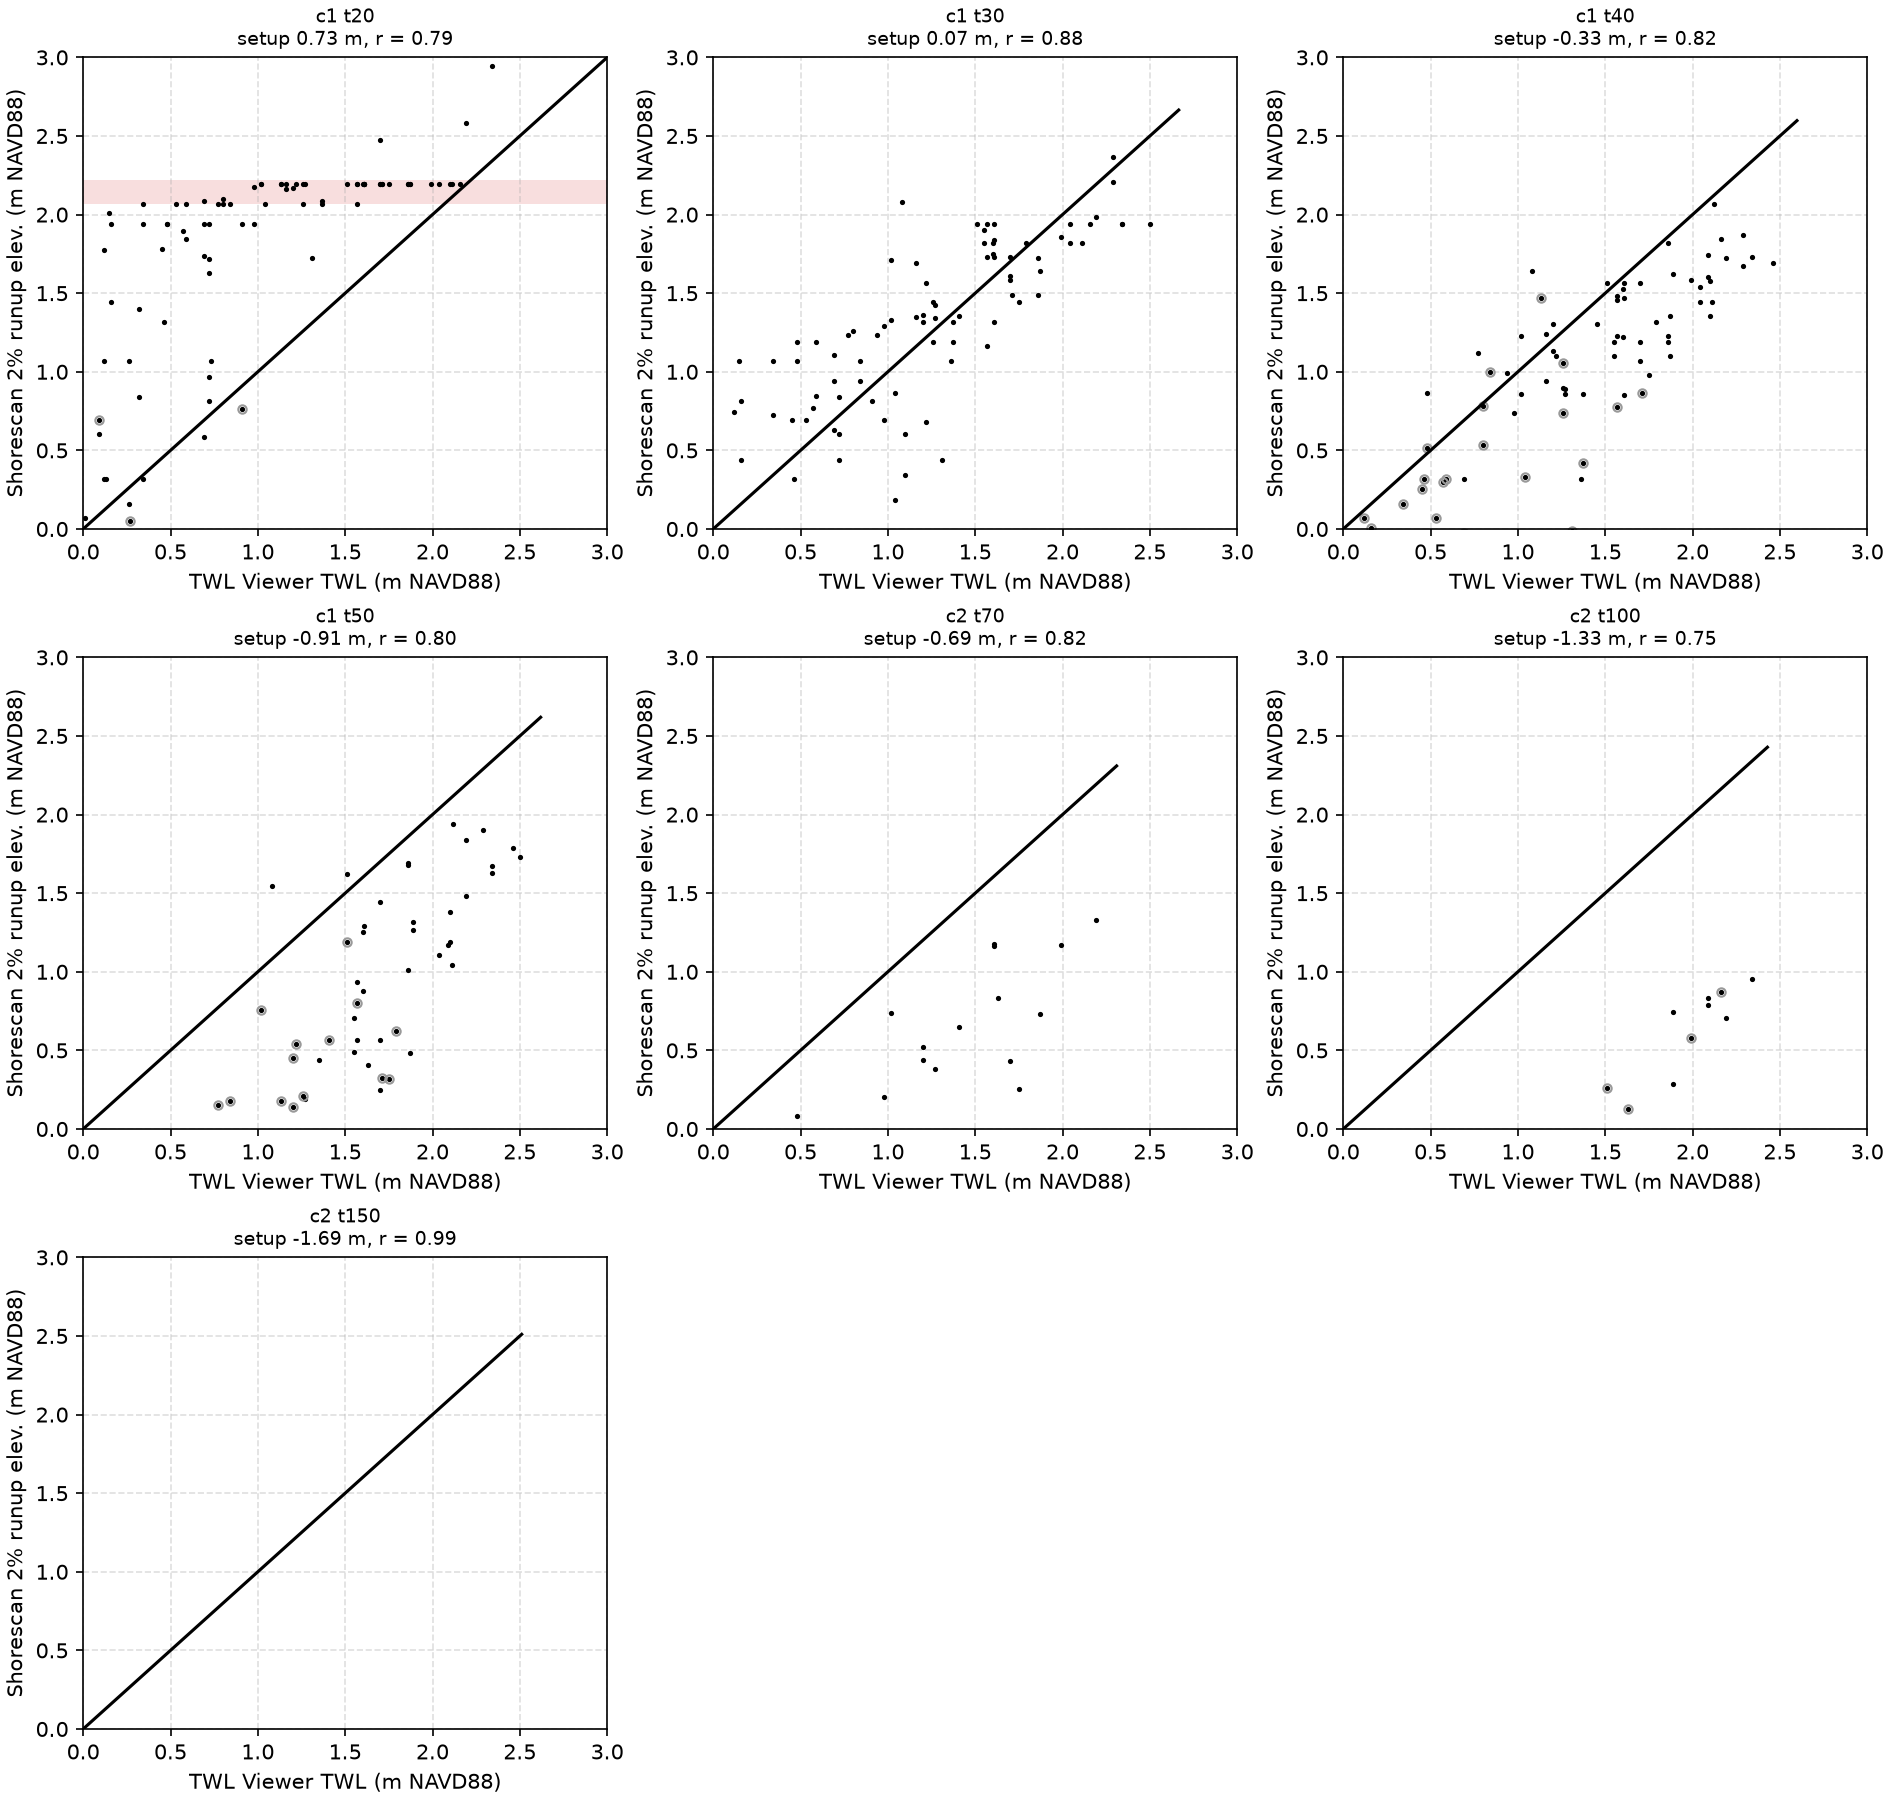 c1 t20
setup 0.73 m, r = 0.79
3.0
2.5
2.0
1.5
1.0
0.5
0.0
Shorescan 2% runup elev. (m NAVD88)
0.0 0.5 1.0 1.5 2.0 2.5 3.0
TWL Viewer TWL (m NAVD88)
c1 t30
setup 0.07 m, r = 0.88
3.0
2.5
2.0
1.5
1.0
0.5
0.0
Shorescan 2% runup elev. (m NAVD88)
0.0 0.5 1.0 1.5 2.0 2.5 3.0
TWL Viewer TWL (m NAVD88)
c1 t40
setup -0.33 m, r = 0.82
3.0
2.5
2.0
1.5
1.0
0.5
0.0
Shorescan 2% runup elev. (m NAVD88)
0.0 0.5 1.0 1.5 2.0 2.5 3.0
TWL Viewer TWL (m NAVD88)
c1 t50
setup -0.91 m, r = 0.80
3.0
2.5
2.0
1.5
1.0
0.5
0.0
Shorescan 2% runup elev. (m NAVD88)
0.0 0.5 1.0 1.5 2.0 2.5 3.0
TWL Viewer TWL (m NAVD88)
c2 t70
setup -0.69 m, r = 0.82
3.0
2.5
2.0
1.5
1.0
0.5
0.0
Shorescan 2% runup elev. (m NAVD88)
0.0 0.5 1.0 1.5 2.0 2.5 3.0
TWL Viewer TWL (m NAVD88)
c2 t100
setup -1.33 m, r = 0.75
3.0
2.5
2.0
1.5
1.0
0.5
0.0
Shorescan 2% runup elev. (m NAVD88)
0.0 0.5 1.0 1.5 2.0 2.5 3.0
TWL Viewer TWL (m NAVD88)
c2 t150
setup -1.69 m, r = 0.99
3.0
2.5
2.0
1.5
1.0
0.5
0.0
Shorescan 2% runup elev. (m NAVD88)
0.0 0.5 1.0 1.5 2.0 2.5 3.0
TWL Viewer TWL (m NAVD88)